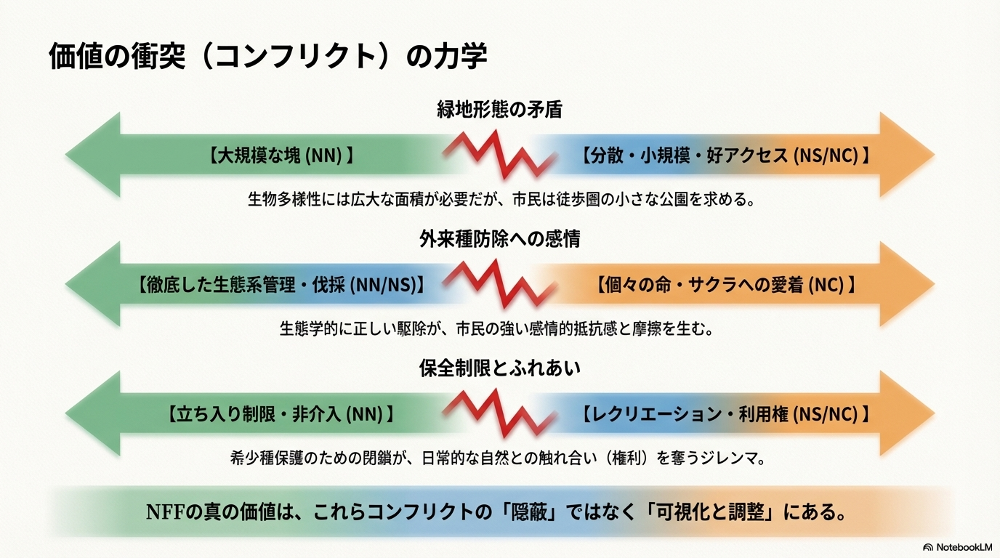 価値の衝突（コンフリクト）の力学
緑地形態の矛盾
【大規模な塊 (NN) 】
【分散・小規模・好アクセス (NS/NC) 】
生物多様性には広大な面積が必要だが、市民は徒歩圏の小さな公園を求める。
外来種防除への感情
【徹底した生態系管理・伐採 (NN/NS)】
【個々の命・サクラへの愛着 (NC) 】
生態学的に正しい駆除が、市民の強い感情的抵抗感と摩擦を生む。
保全制限とふれあい
【立ち入り制限・非介入 (NN) 】
【レクリエーション・利用権 (NS/NC) 】
希少種保護のための閉鎖が、日常的な自然との触れ合い（権利）を奪うジレンマ。
NFFの真の価値は、これらコンフリクトの「隠蔽」ではなく「可視化と調整」にある。
NotebookLM